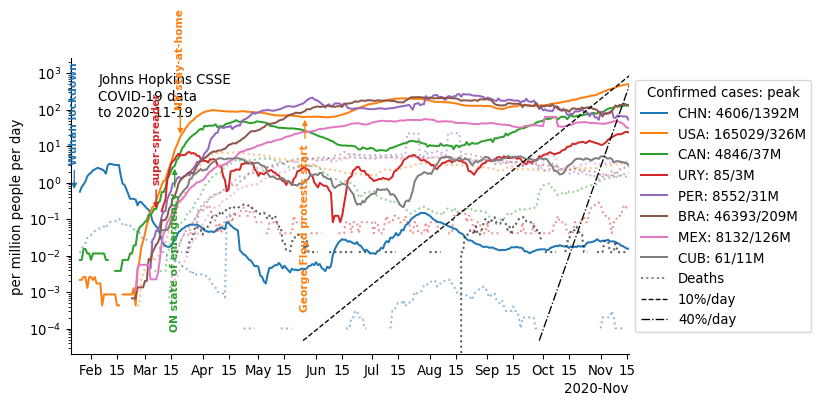 Johns Hopkins CSSE
COVID-19 data
to 2020-11-19
Wuhan lockdown
super-spreader
stay-at-home
ON state of emergency
George Floyd protests start
per million people per day
10³
10²
10¹
10⁰
10⁻¹
10⁻²
10⁻³
10⁻⁴
Feb 15 Mar 15 Apr 15 May 15 Jun 15 Jul 15 Aug 15 Sep 15 Oct 15 Nov 15
2020-Nov
Confirmed cases: peak
CHN: 4606/1392M
USA: 165029/326M
CAN: 4846/37M
URY: 85/3M
PER: 8552/31M
BRA: 46393/209M
MEX: 8132/126M
CUB: 61/11M
Deaths
10%/day
40%/day